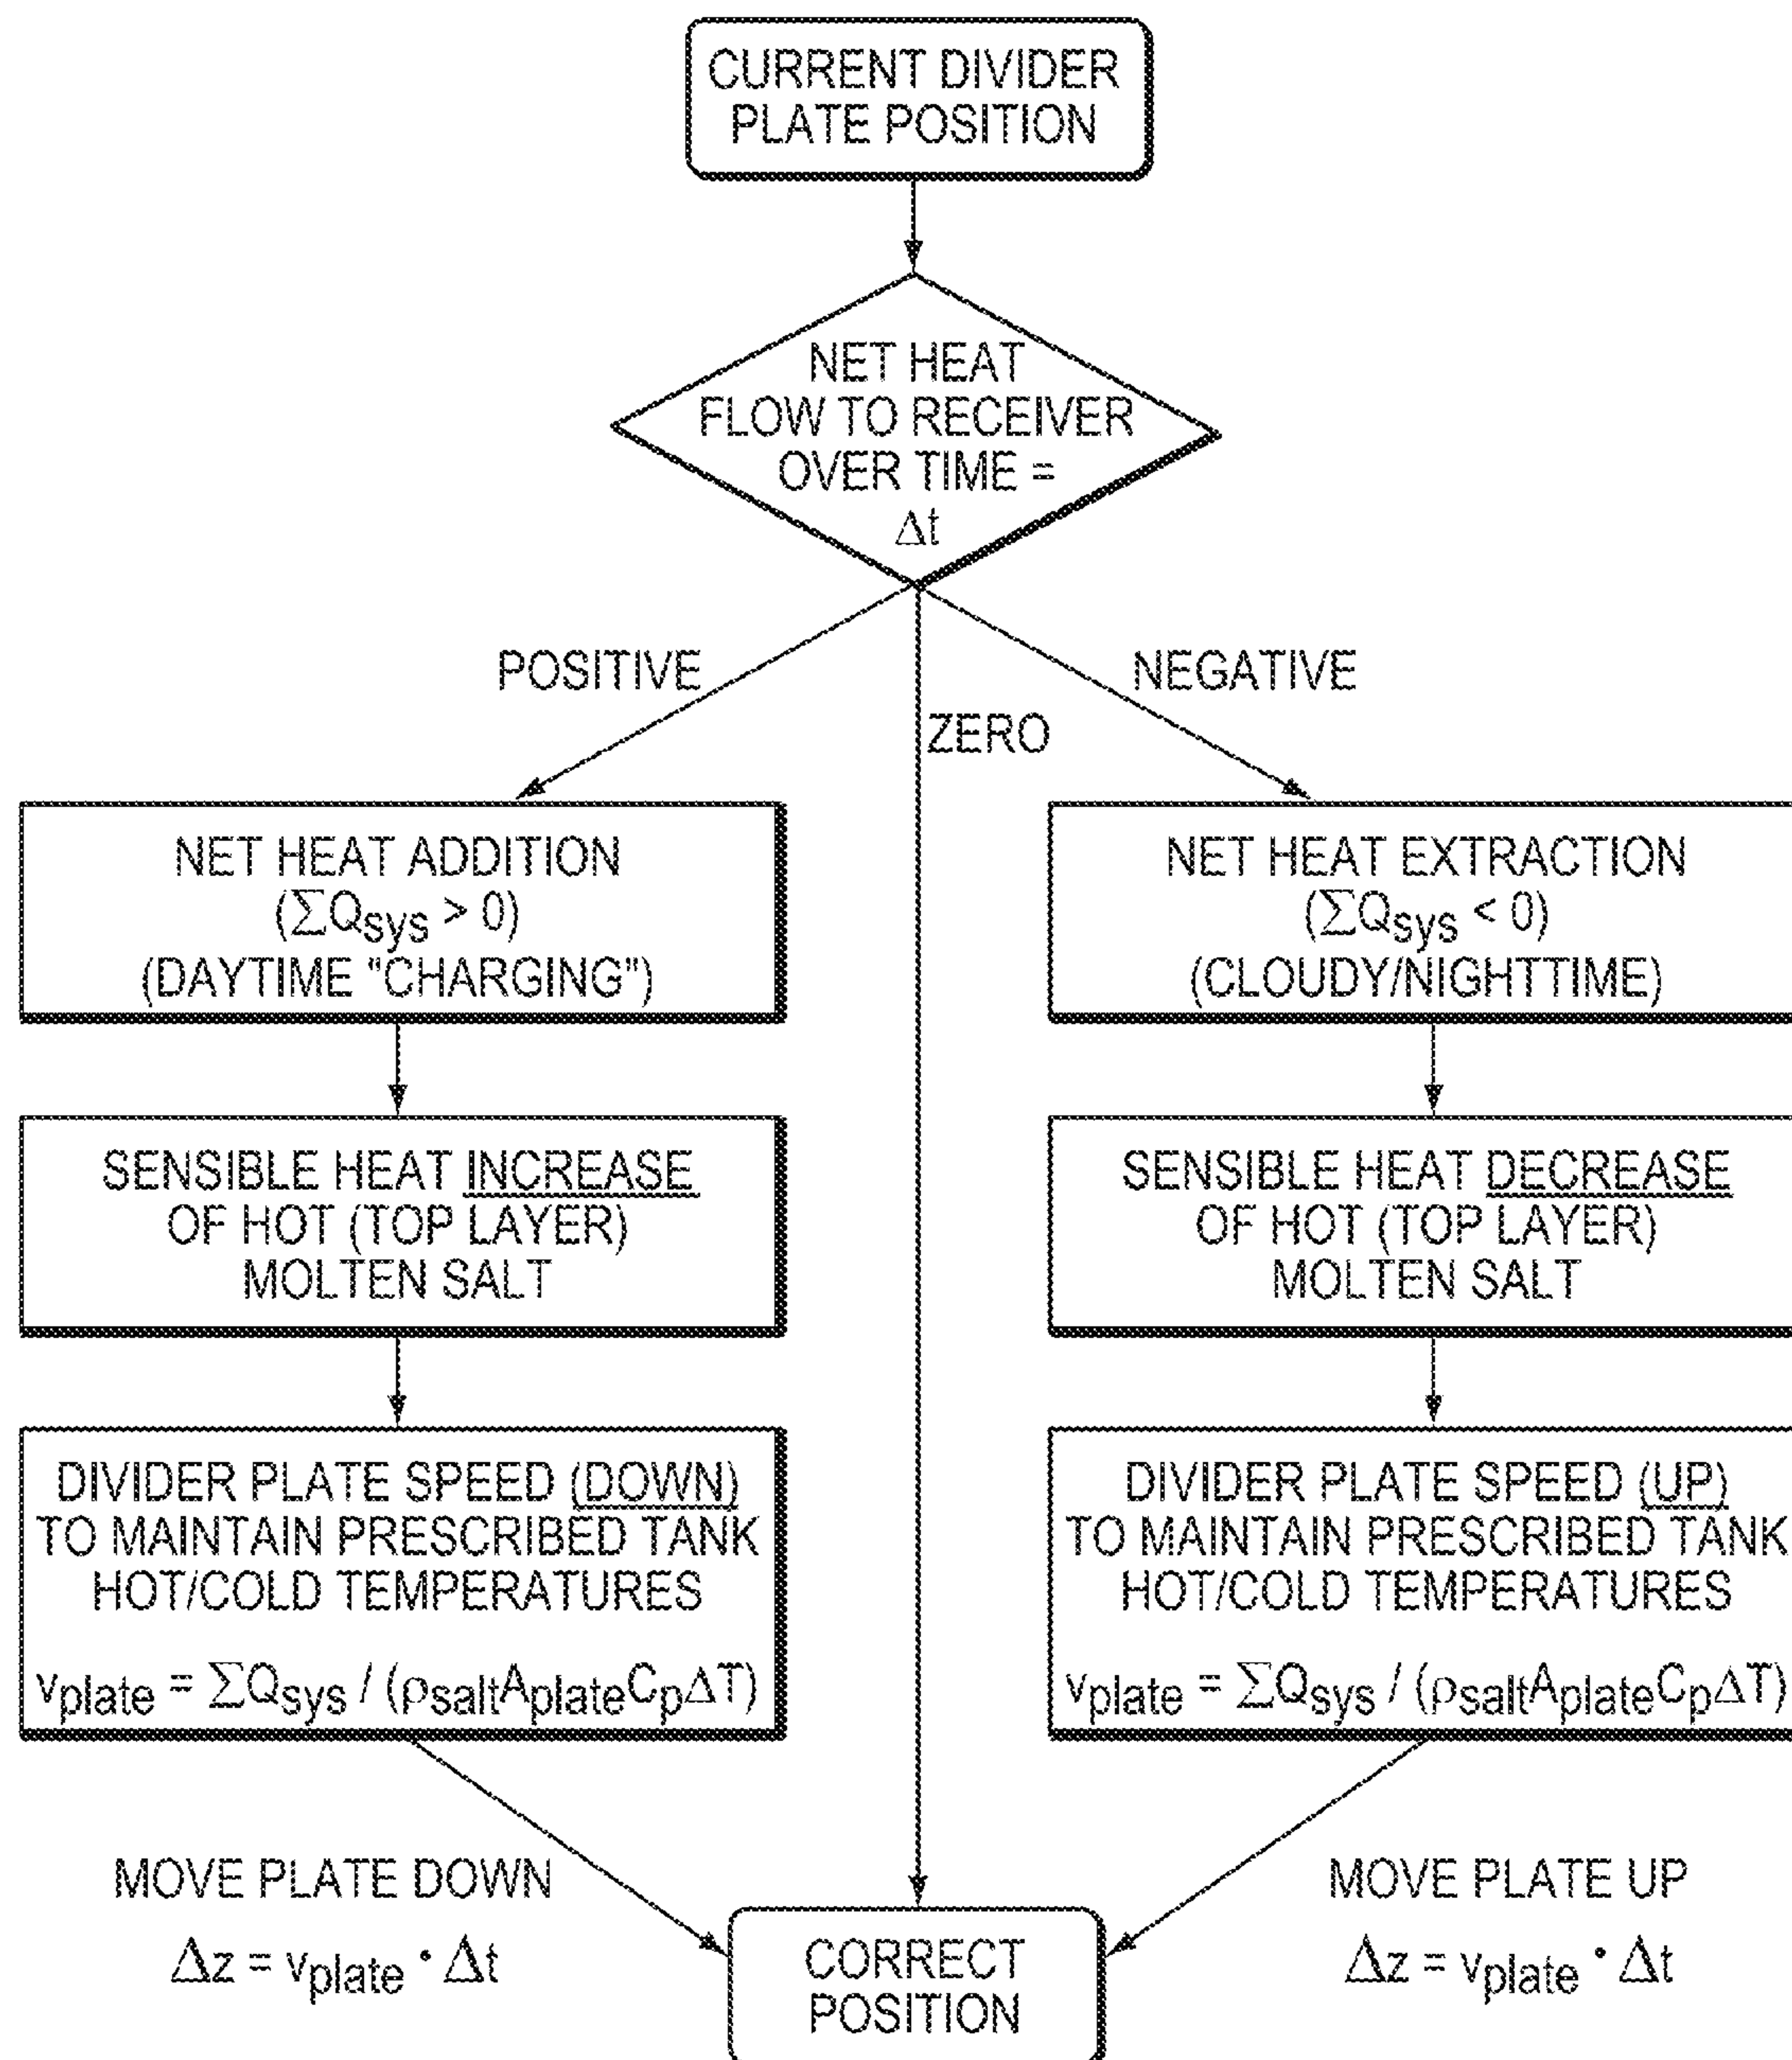 CURRENT DIVIDER
PLATE POSITION
NET HEAT
FLOW TO RECEIVER
OVER TIME =
Δt
POSITIVE
ZERO
NEGATIVE
NET HEAT ADDITION
(ΣQsys > 0)
(DAYTIME "CHARGING")
SENSIBLE HEAT INCREASE
OF HOT (TOP LAYER)
MOLTEN SALT
DIVIDER PLATE SPEED (DOWN)
TO MAINTAIN PRESCRIBED TANK
HOT/COLD TEMPERATURES
vplate = ΣQsys / (ρsaltAplateCpΔT)
MOVE PLATE DOWN
Δz = vplate • Δt
NET HEAT EXTRACTION
(ΣQsys < 0)
(CLOUDY/NIGHTTIME)
SENSIBLE HEAT DECREASE
OF HOT (TOP LAYER)
MOLTEN SALT
DIVIDER PLATE SPEED (UP)
TO MAINTAIN PRESCRIBED TANK
HOT/COLD TEMPERATURES
vplate = ΣQsys / (ρsaltAplateCpΔT)
MOVE PLATE UP
Δz = vplate • Δt
CORRECT
POSITION